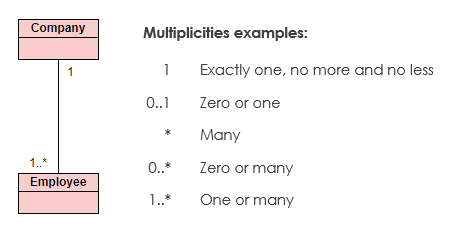 Company
1
1..*
Employee
Multiplicities examples:
1 Exactly one, no more and no less
0..1 Zero or one
* Many
0..* Zero or many
1..* One or many